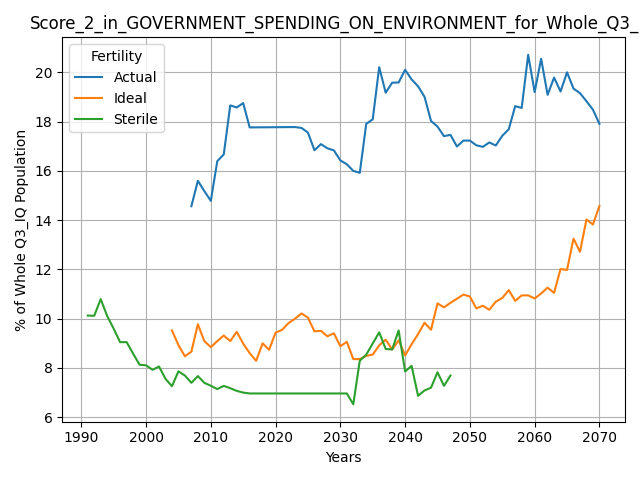 Score_2_in_GOVERNMENT_SPENDING_ON_ENVIRONMENT_for_Whole_Q3_
Fertility
Actual
Ideal
Sterile
% of Whole Q3_IQ Population
20
18
16
14
12
10
8
6
1990
2000
2010
2020
2030
2040
2050
2060
2070
Years